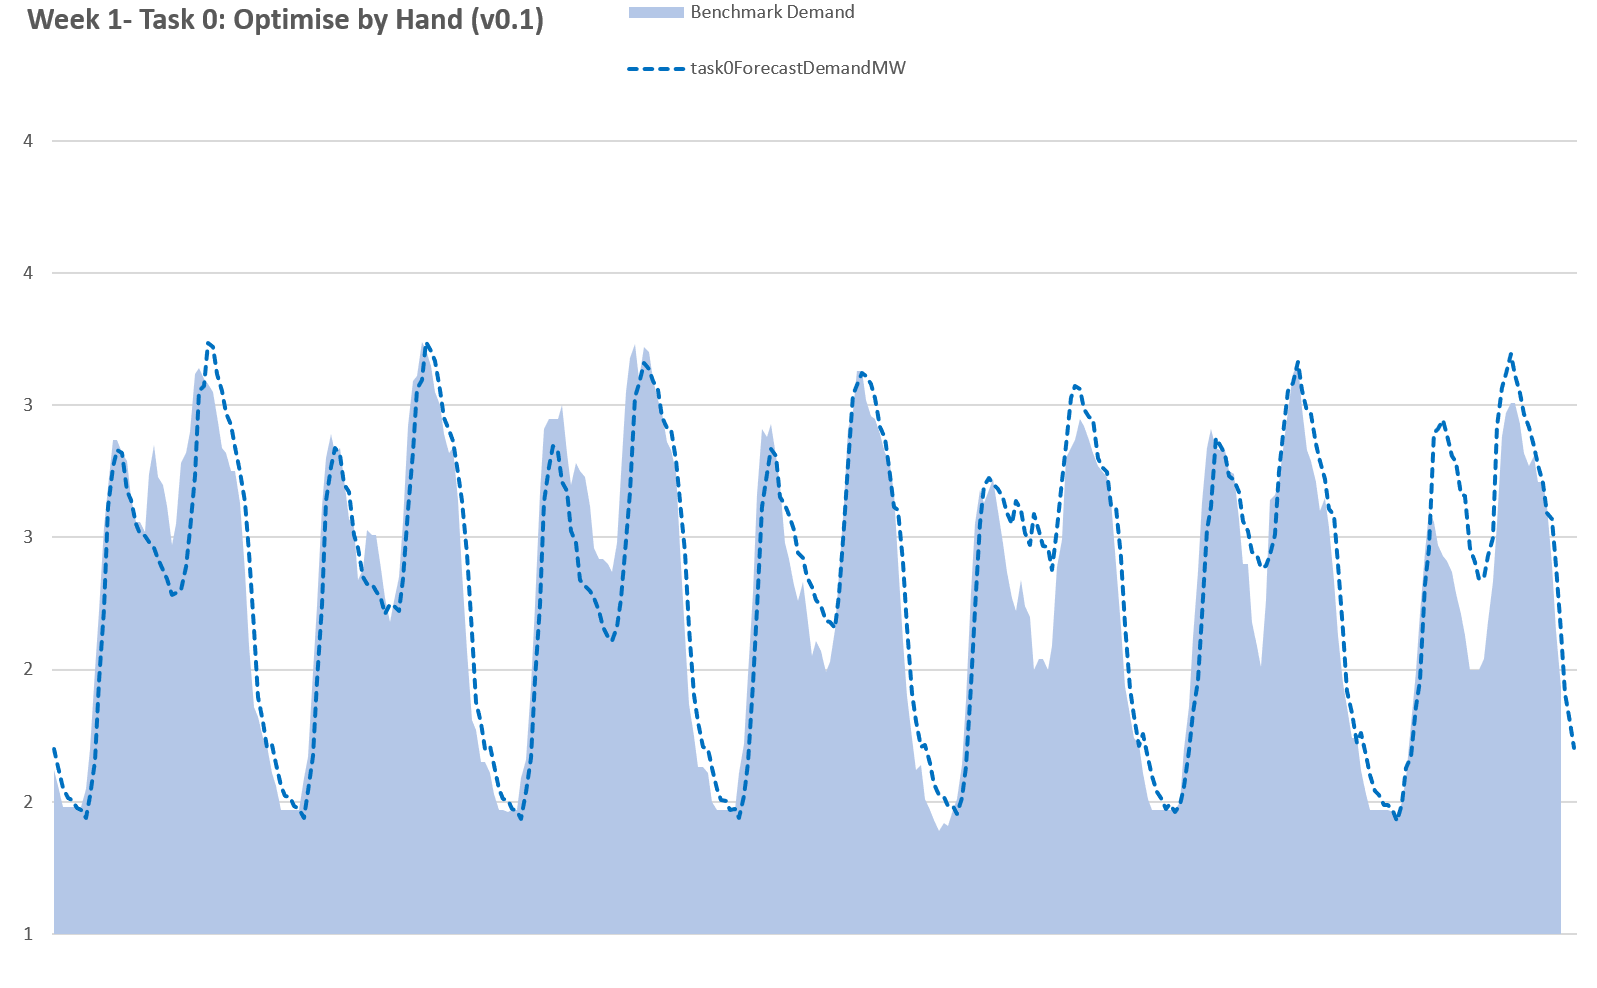 Week 1- Task 0: Optimise by Hand (v0.1)
Benchmark Demand
task0ForecastDemandMW
4
4
3
3
2
2
1